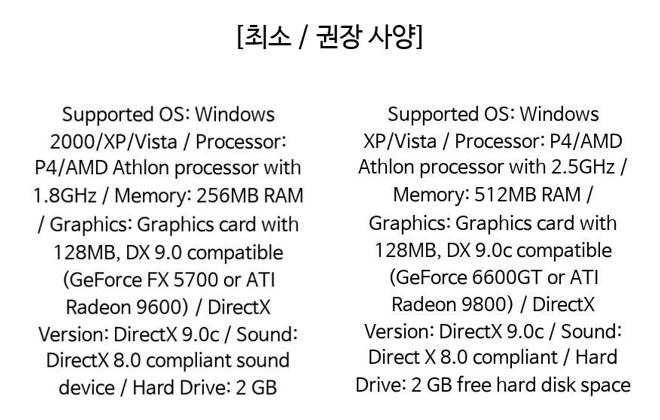 [최소 / 권장 사양]
Supported OS: Windows
2000/XP/Vista / Processor:
P4/AMD Athlon processor with
1.8GHz / Memory: 256MB RAM
/ Graphics: Graphics card with
128MB, DX 9.0 compatible
(GeForce FX 5700 or ATI
Radeon 9600) / DirectX
Version: DirectX 9.0c / Sound:
DirectX 8.0 compliant sound
device / Hard Drive: 2 GB
Supported OS: Windows
XP/Vista / Processor: P4/AMD
Athlon processor with 2.5GHz /
Memory: 512MB RAM /
Graphics: Graphics card with
128MB, DX 9.0c compatible
(GeForce 6600GT or ATI
Radeon 9800) / DirectX
Version: DirectX 9.0c / Sound:
Direct X 8.0 compliant / Hard
Drive: 2 GB free hard disk space